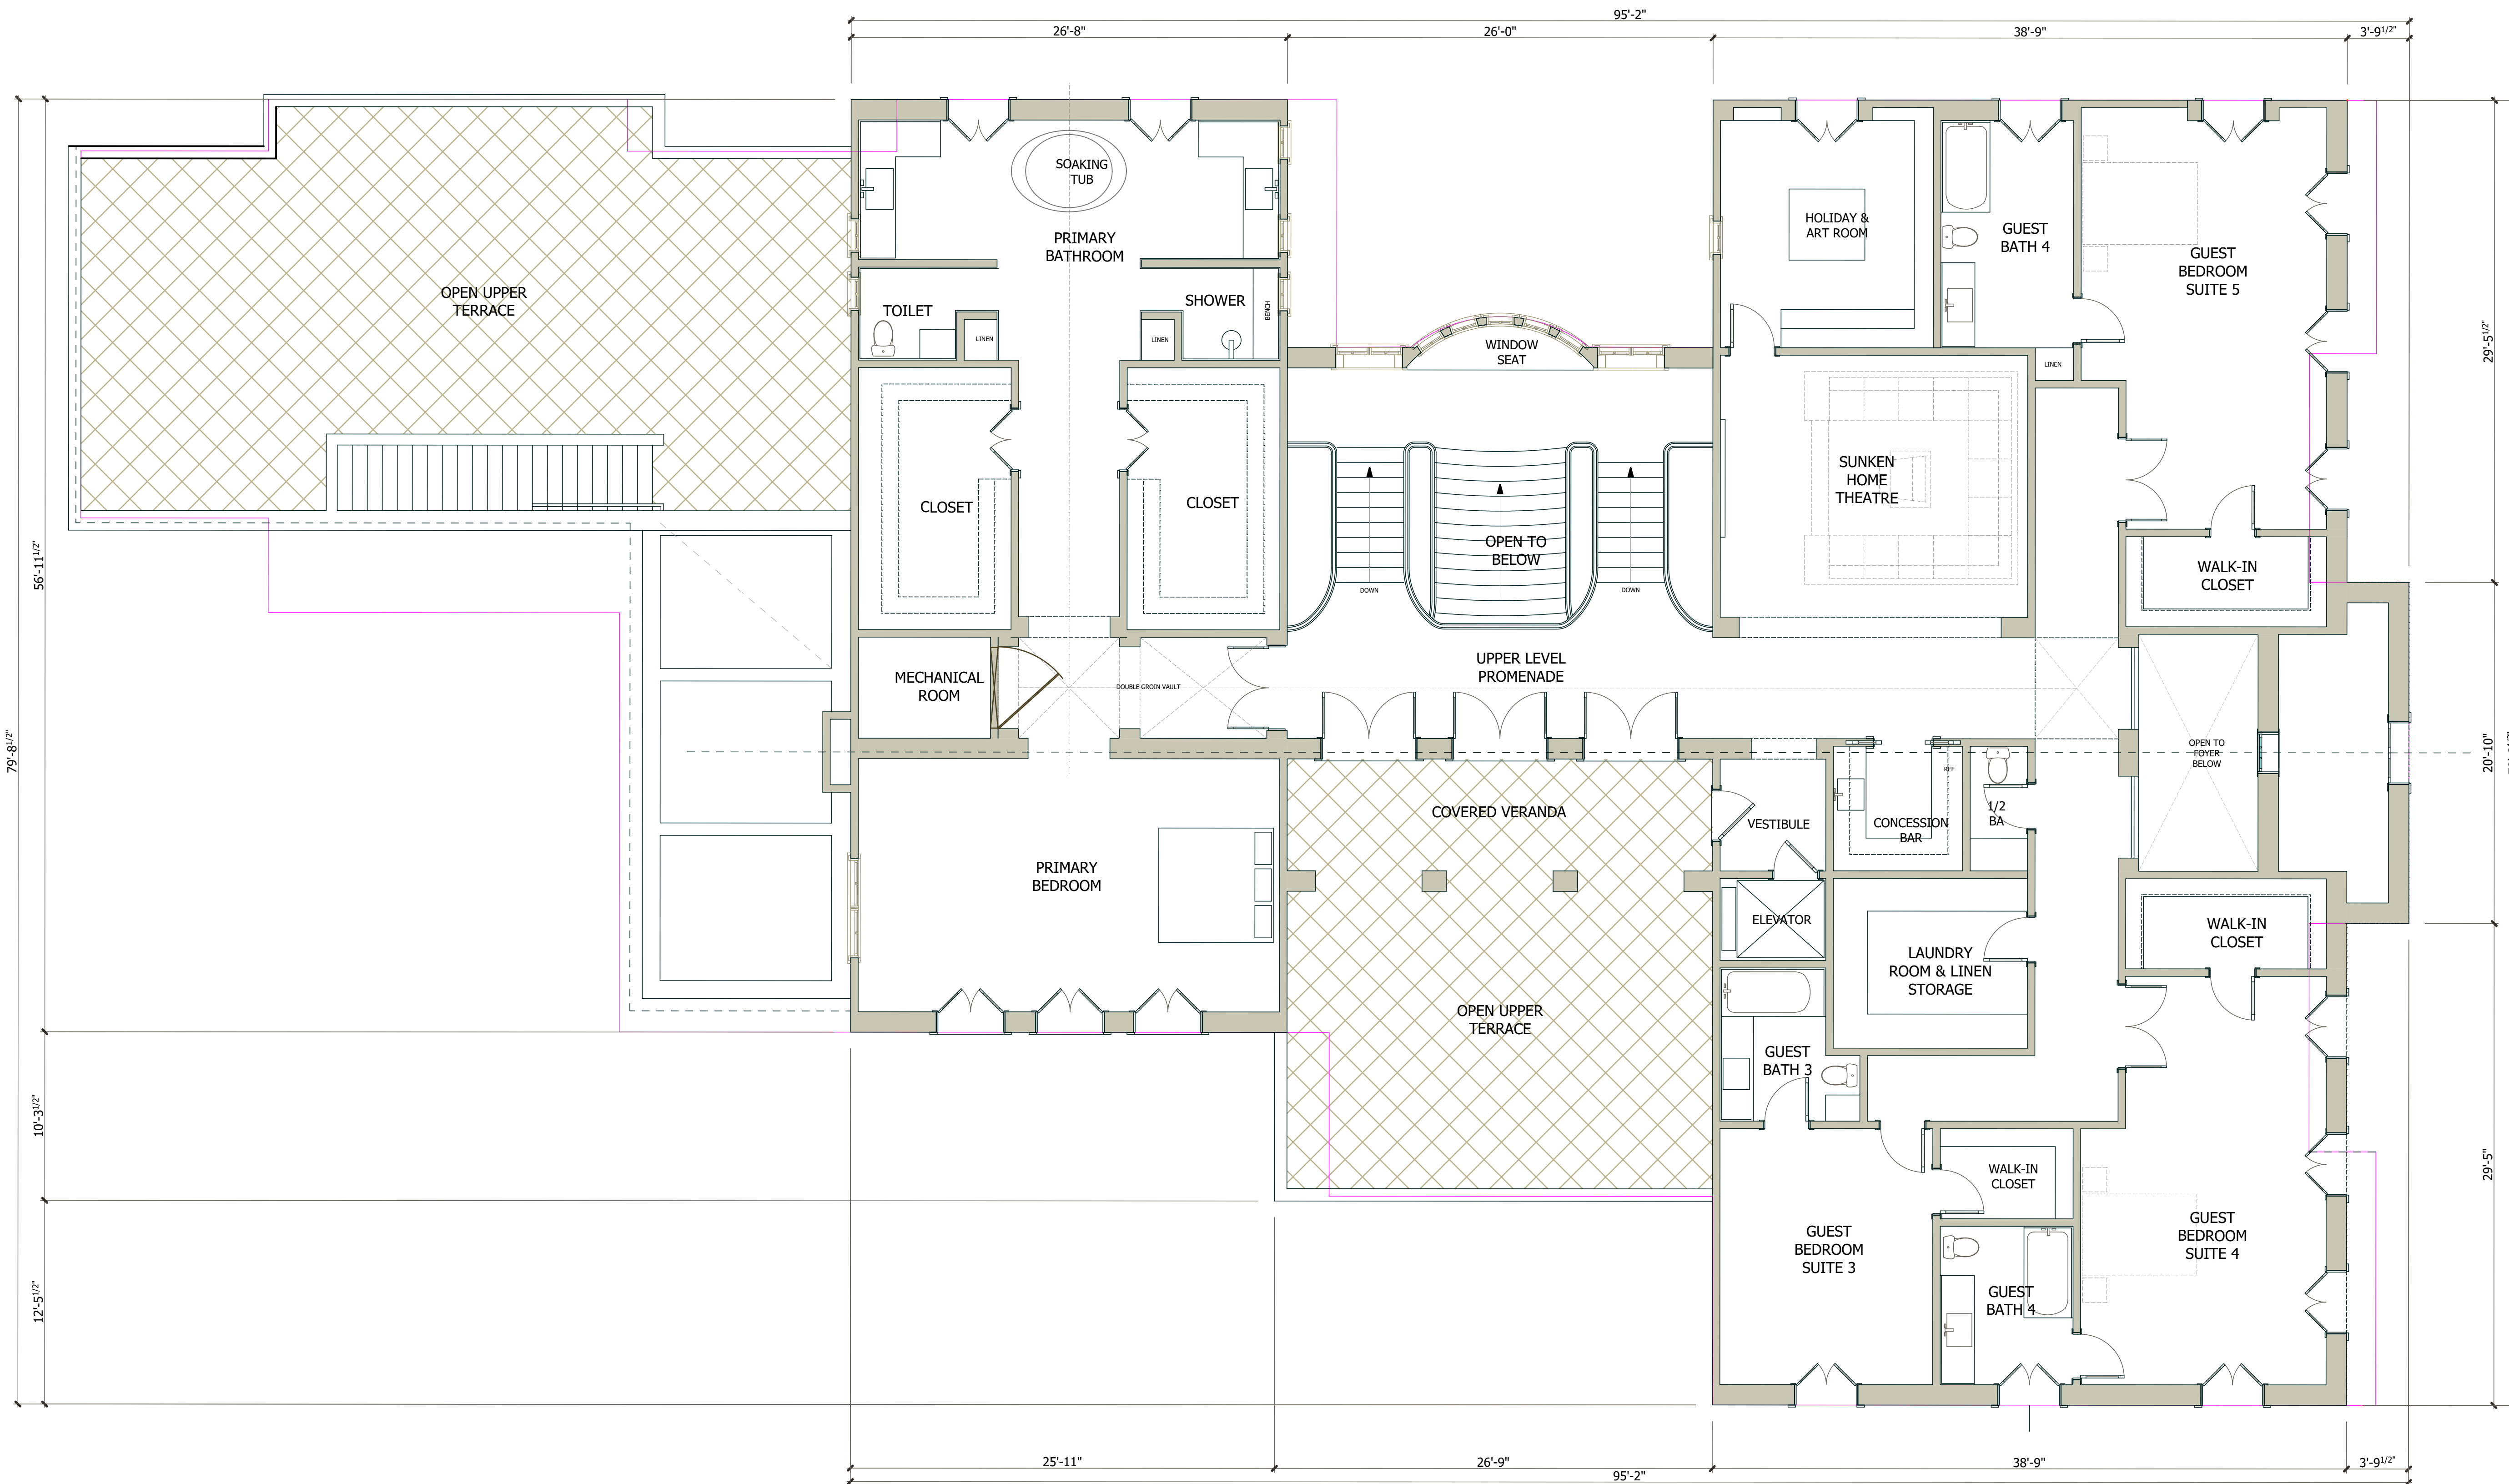 95'-2"
26'-8"
26'-0"
38'-9"
3'-9 1/2"
SOAKING
TUB
PRIMARY
BATHROOM
HOLIDAY &
ART ROOM
GUEST
BATH 4
GUEST
BEDROOM
SUITE 5
OPEN UPPER
TERRACE
TOILET
SHOWER
BENCH
LINEN
LINEN
WINDOW
SEAT
LINEN
29'-5 1/2"
CLOSET
CLOSET
SUNKEN
HOME
THEATRE
OPEN TO
BELOW
DOWN
DOWN
WALK-IN
CLOSET
56'-11 1/2"
79'-8 1/2"
MECHANICAL
ROOM
DOUBLE GROIN VAULT
UPPER LEVEL
PROMENADE
OPEN TO
FOYER
BELOW
20'-10"
REF
COVERED VERANDA
VESTIBULE
CONCESSION
BAR
1/2
BA
PRIMARY
BEDROOM
ELEVATOR
WALK-IN
CLOSET
LAUNDRY
ROOM & LINEN
STORAGE
OPEN UPPER
TERRACE
GUEST
BATH 3
10'-3 1/2"
29'-5"
WALK-IN
CLOSET
GUEST
BEDROOM
SUITE 3
GUEST
BEDROOM
SUITE 4
GUEST
BATH 4
12'-5 1/2"
25'-11"
26'-9"
38'-9"
3'-9 1/2"
95'-2"